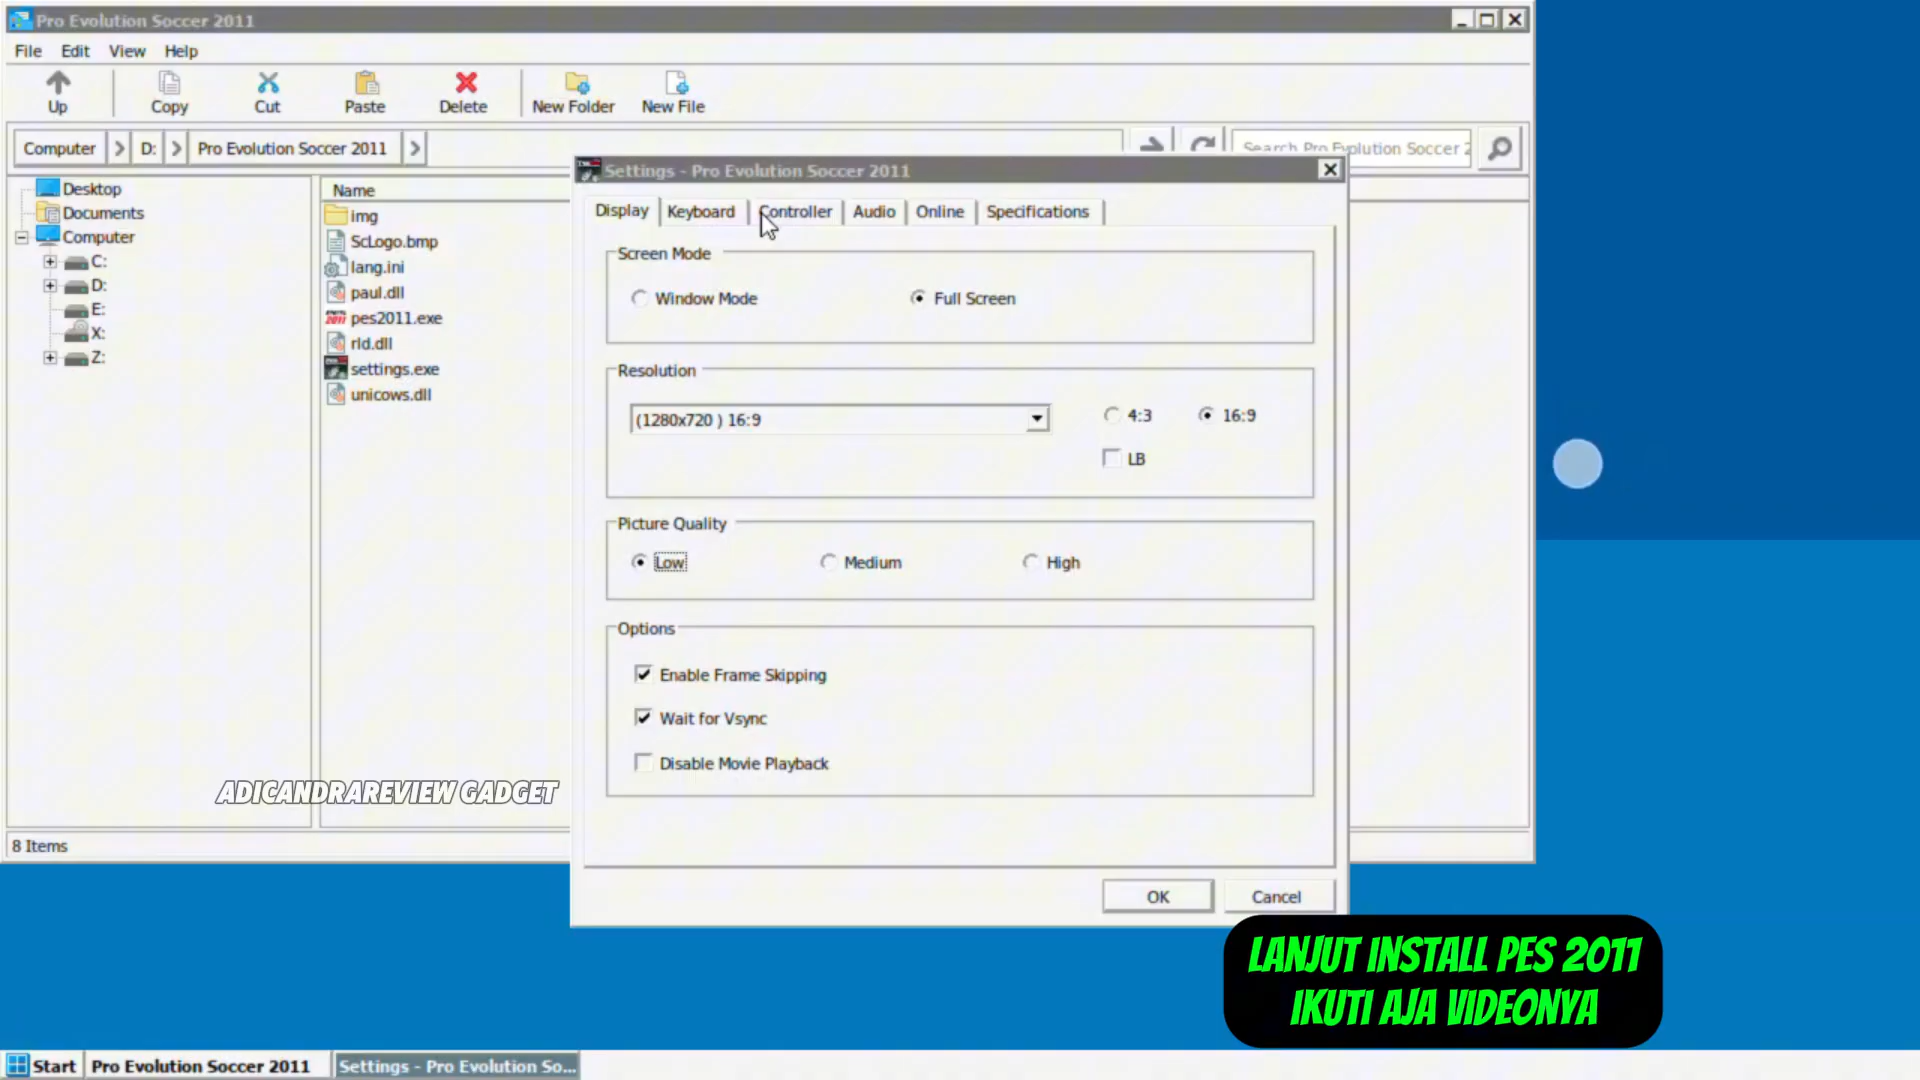 Pro Evolution Soccer 2011
File Edit View Help
Up Copy Cut Paste Delete New Folder New File
Computer D: Pro Evolution Soccer 2011
Search Pro Evolution Soccer 2
Desktop
Documents
Computer
C:
D:
E:
X:
Z:
Name
img
ScLogo.bmp
lang.ini
paul.dll
pes2011.exe
rld.dll
settings.exe
unicows.dll
Settings - Pro Evolution Soccer 2011
Display Keyboard Controller Audio Online Specifications
Screen Mode
Window Mode Full Screen
Resolution
(1280x720 ) 16:9 4:3 16:9
LB
Picture Quality
Low Medium High
Options
Enable Frame Skipping
Wait for Vsync
Disable Movie Playback
OK Cancel
ADICANDRAREVIEW GADGET
8 Items
LANJUT INSTALL PES 2011
IKUTI AJA VIDEONYA
Start Pro Evolution Soccer 2011 Settings - Pro Evolution So...